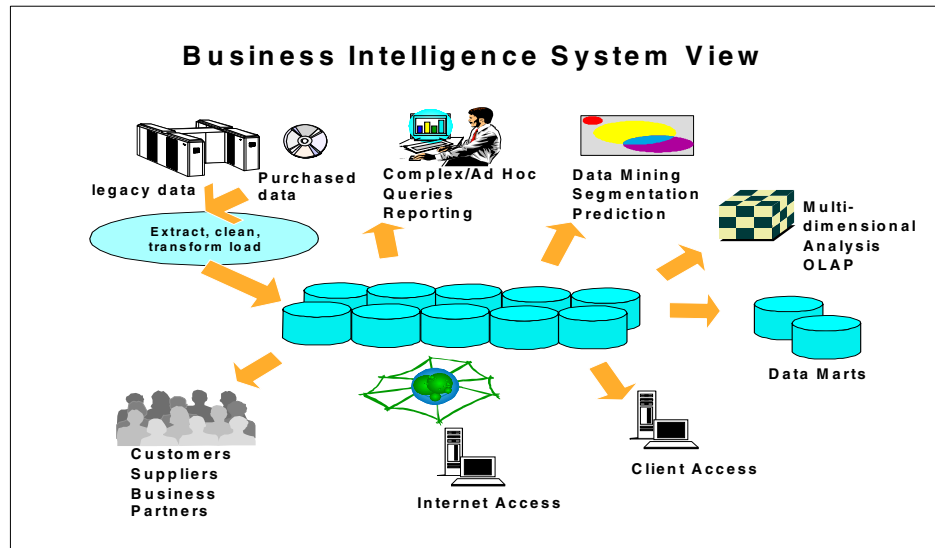 Business Intelligence System View
legacy data
Purchased
data
Extract, clean,
transform load
Complex/Ad Hoc
Queries
Reporting
Data Mining
Segmentation
Prediction
Multi-
dimensional
Analysis
OLAP
Data Marts
Customers
Suppliers
Business
Partners
Internet Access
Client Access